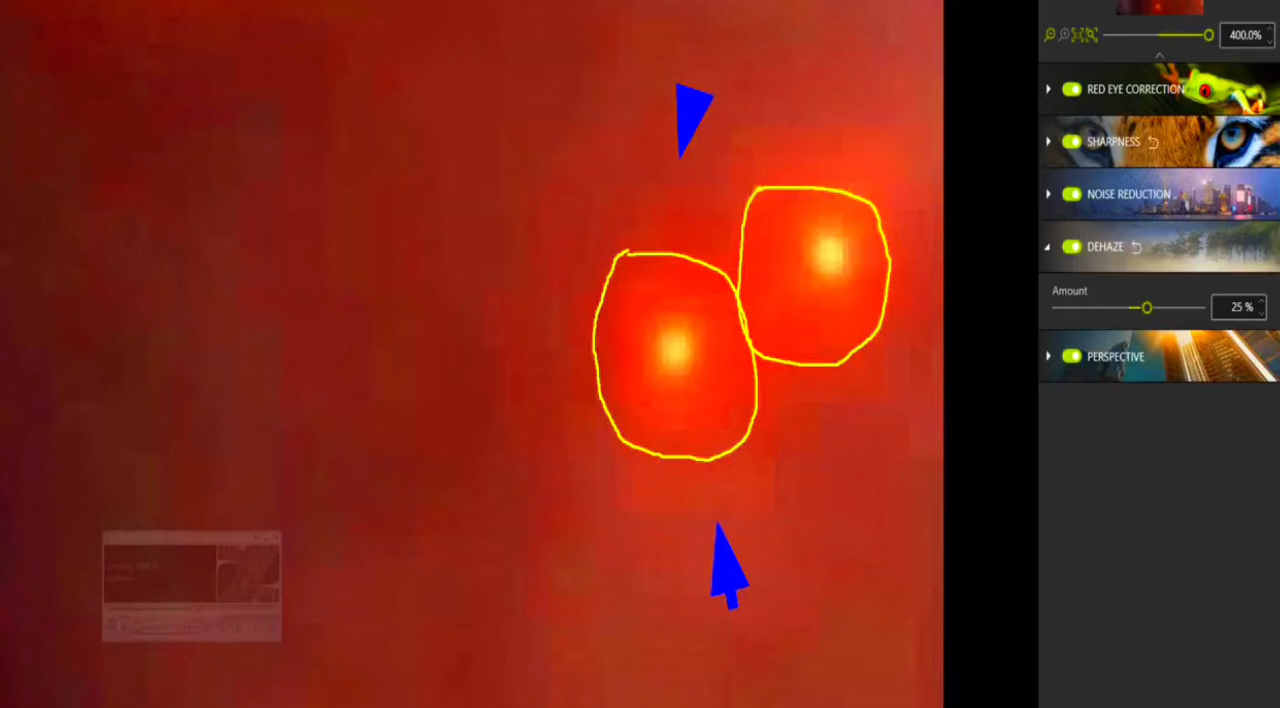 400.0%
RED EYE CORRECTION
SHARPNESS
NOISE REDUCTION
DEHAZE
Amount
25 %
PERSPECTIVE